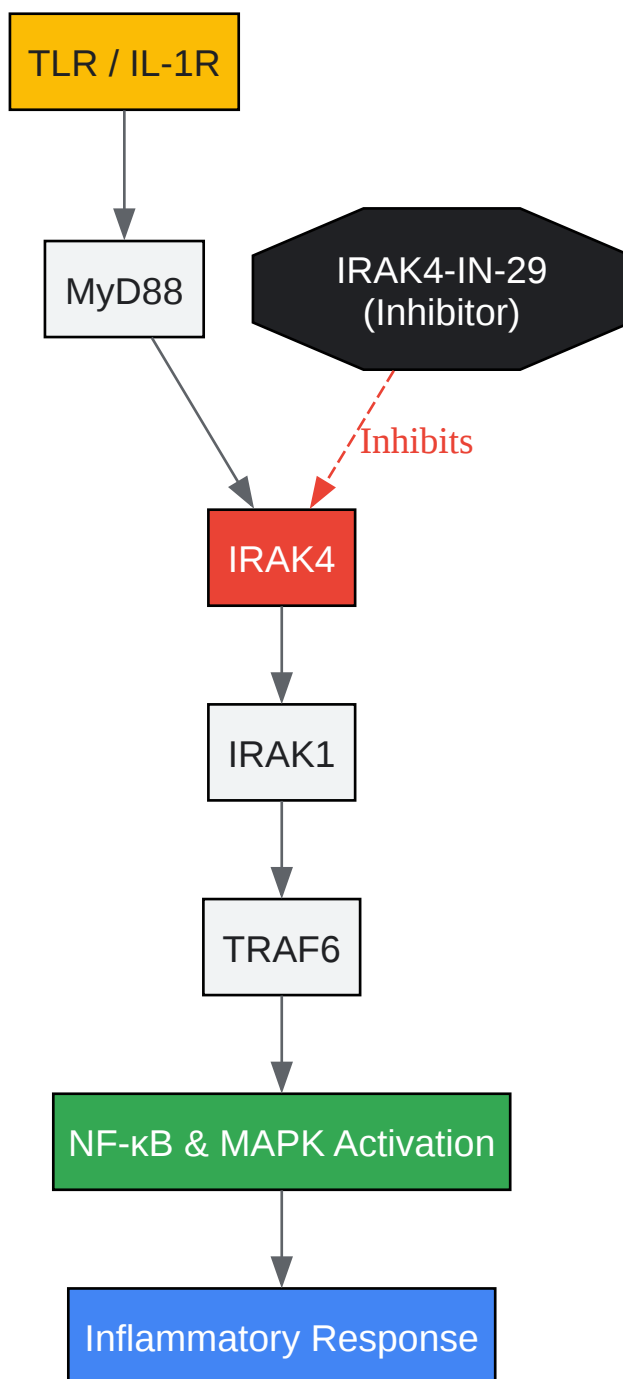 TLR / IL-1R
MyD88
IRAK4-IN-29
(Inhibitor)
Inhibits
IRAK4
IRAK1
TRAF6
NF-κB & MAPK Activation
Inflammatory Response